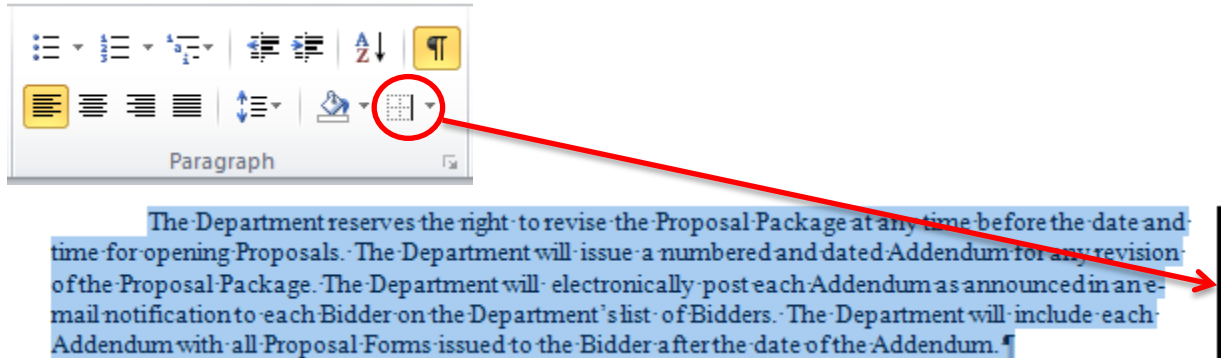 Paragraph
The Department reserves the right to revise the Proposal Package at any time before the date and
time for opening Proposals. The Department will issue a numbered and dated Addendum for any revision
of the Proposal Package. The Department will electronically post each Addendum as announced in an e-
mail notification to each Bidder on the Department's list of Bidders. The Department will include each
Addendum with all Proposal Forms issued to the Bidder after the date of the Addendum. ¶